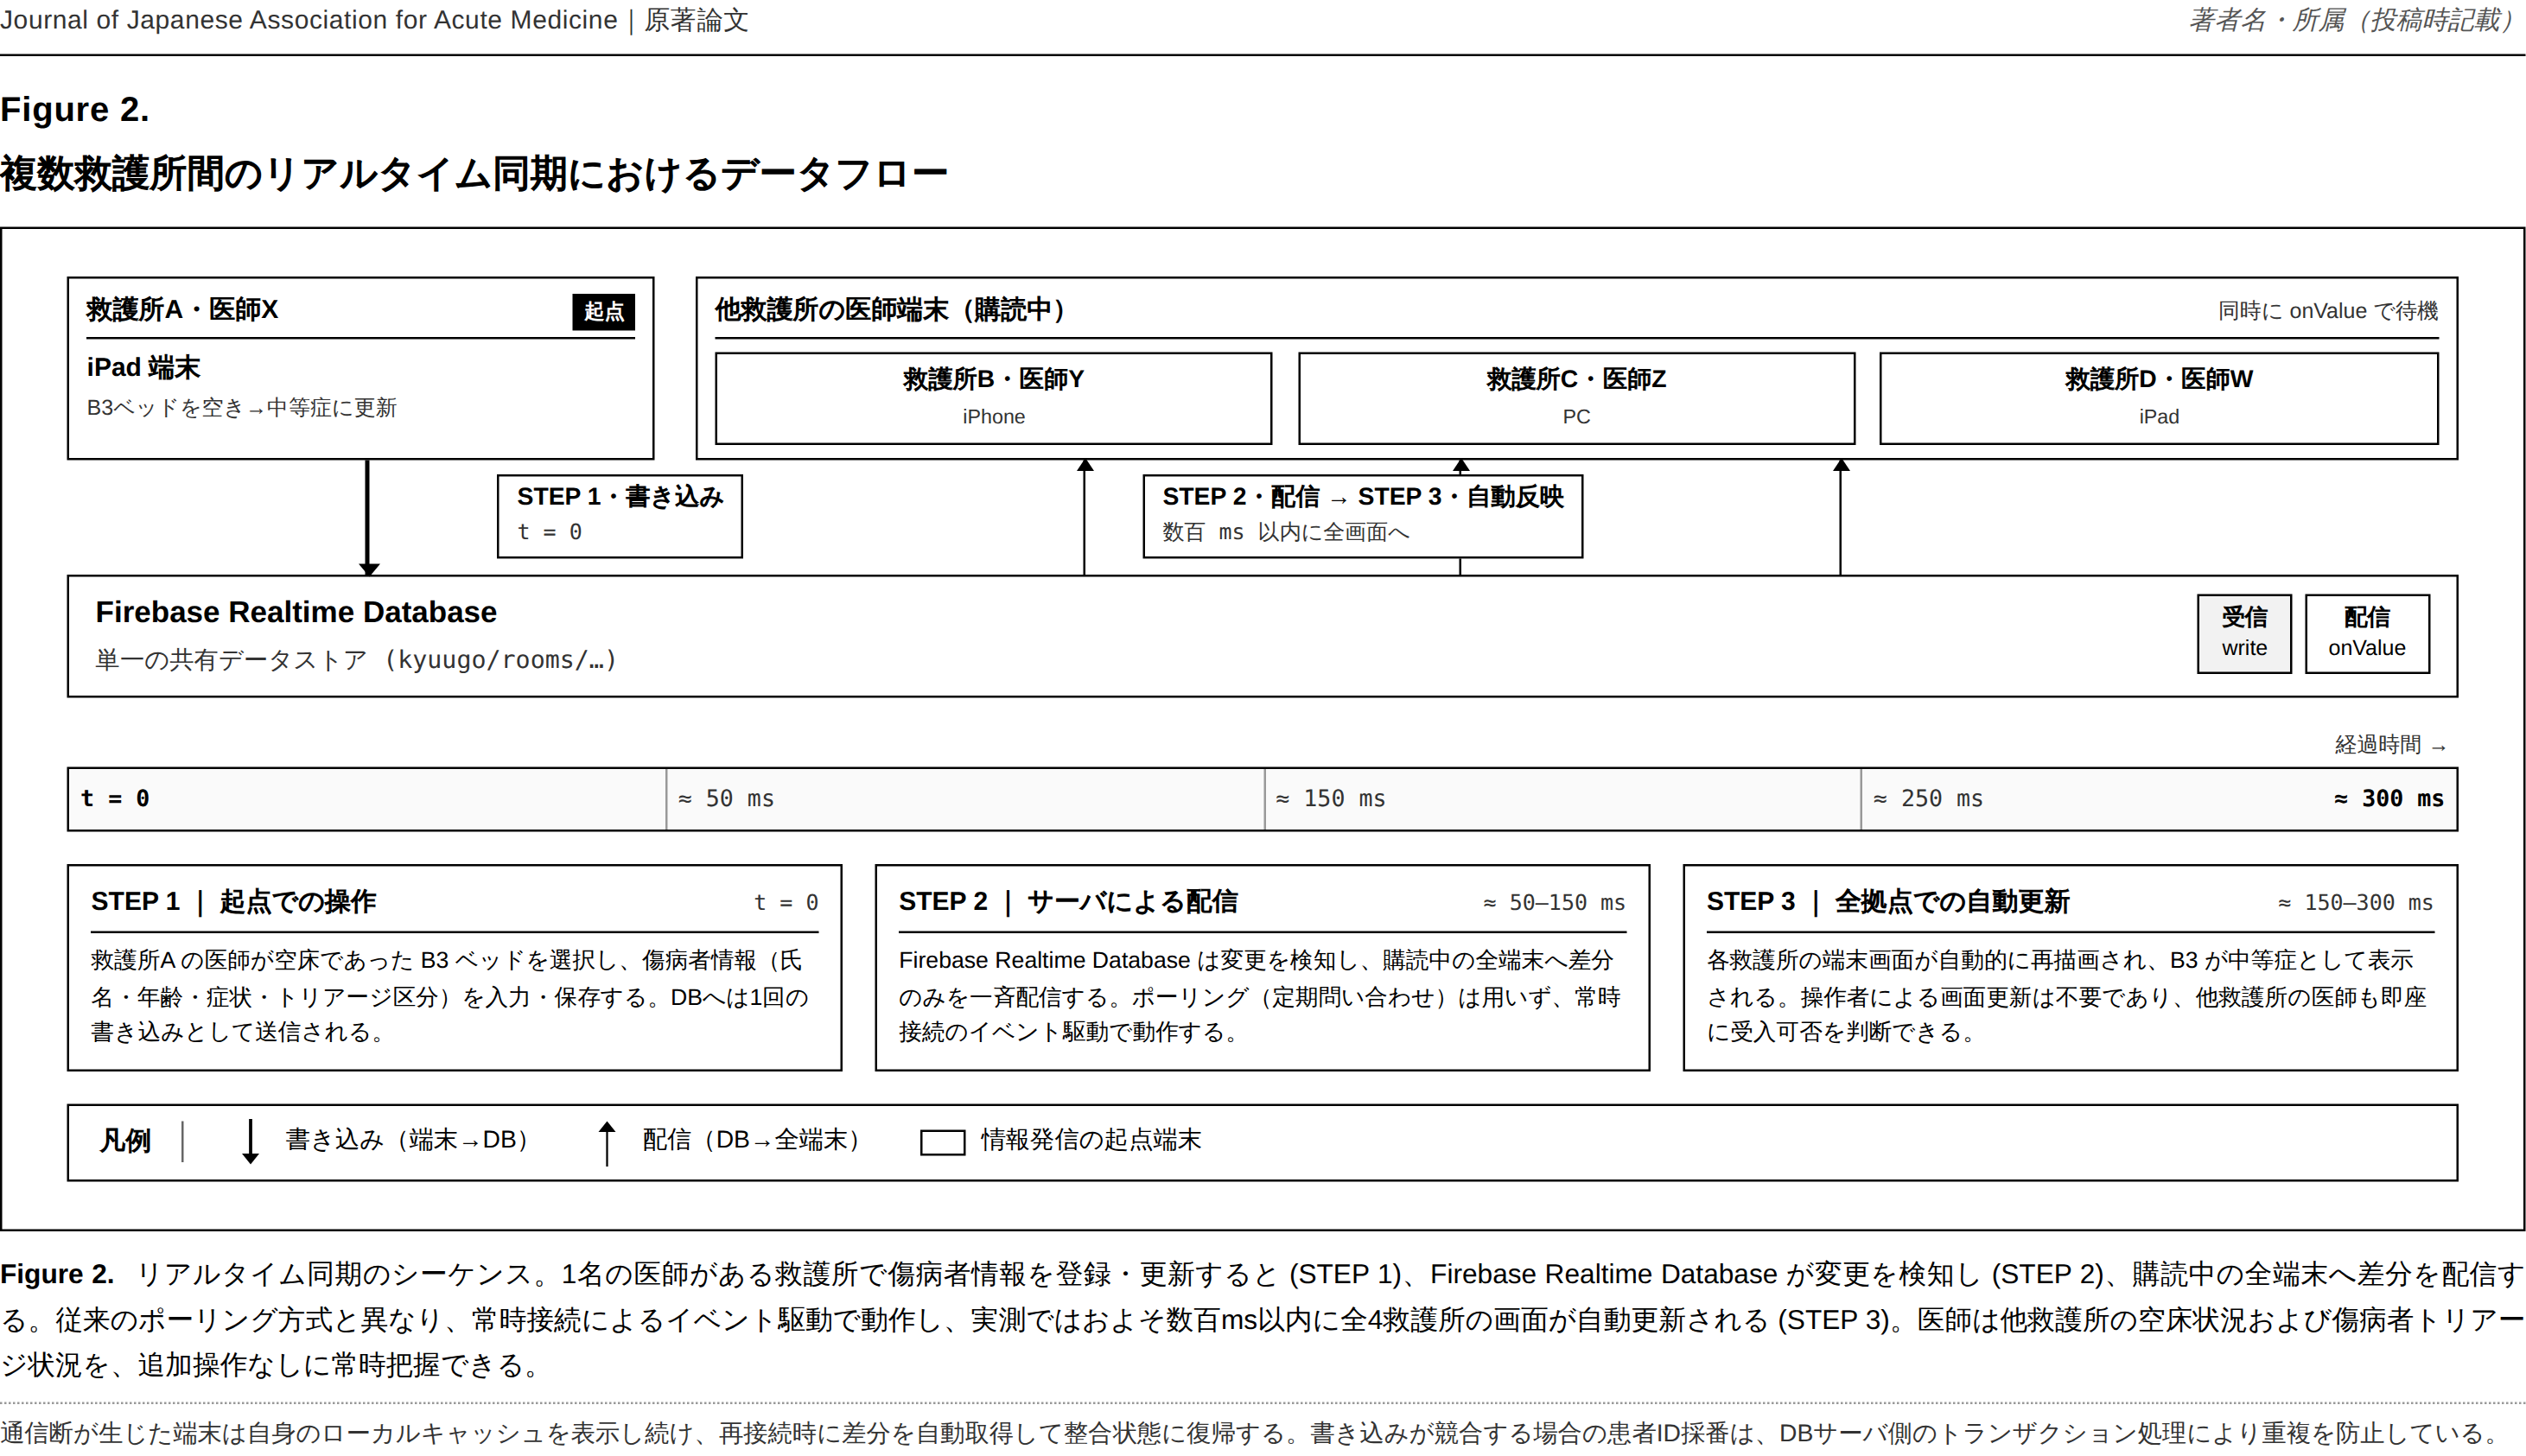 Journal of Japanese Association for Acute Medicine｜原著論文
著者名・所属（投稿時記載）
Figure 2.
複数救護所間のリアルタイム同期におけるデータフロー
救護所A・医師X
起点
iPad 端末
B3ベッドを空き→中等症に更新
他救護所の医師端末（購読中）
同時に onValue で待機
救護所B・医師Y
iPhone
救護所C・医師Z
PC
救護所D・医師W
iPad
STEP 1・書き込み
t = 0
STEP 2・配信 → STEP 3・自動反映
数百 ms 以内に全画面へ
Firebase Realtime Database
単一の共有データストア (kyuugo/rooms/…)
受信
write
配信
onValue
経過時間 →
t = 0
≈ 50 ms
≈ 150 ms
≈ 250 ms
≈ 300 ms
STEP 1 ｜ 起点での操作
t = 0
救護所A の医師が空床であった B3 ベッドを選択し、傷病者情報（氏
名・年齢・症状・トリアージ区分）を入力・保存する。DBへは1回の
書き込みとして送信される。
STEP 2 ｜ サーバによる配信
≈ 50–150 ms
Firebase Realtime Database は変更を検知し、購読中の全端末へ差分
のみを一斉配信する。ポーリング（定期問い合わせ）は用いず、常時
接続のイベント駆動で動作する。
STEP 3 ｜ 全拠点での自動更新
≈ 150–300 ms
各救護所の端末画面が自動的に再描画され、B3 が中等症として表示
される。操作者による画面更新は不要であり、他救護所の医師も即座
に受入可否を判断できる。
凡例
書き込み（端末→DB）
配信（DB→全端末）
情報発信の起点端末
Figure 2. リアルタイム同期のシーケンス。1名の医師がある救護所で傷病者情報を登録・更新すると (STEP 1)、Firebase Realtime Database が変更を検知し (STEP 2)、購読中の全端末へ差分を配信す
る。従来のポーリング方式と異なり、常時接続によるイベント駆動で動作し、実測ではおよそ数百ms以内に全4救護所の画面が自動更新される (STEP 3)。医師は他救護所の空床状況および傷病者トリアー
ジ状況を、追加操作なしに常時把握できる。
通信断が生じた端末は自身のローカルキャッシュを表示し続け、再接続時に差分を自動取得して整合状態に復帰する。書き込みが競合する場合の患者ID採番は、DBサーバ側のトランザクション処理により重複を防止している。